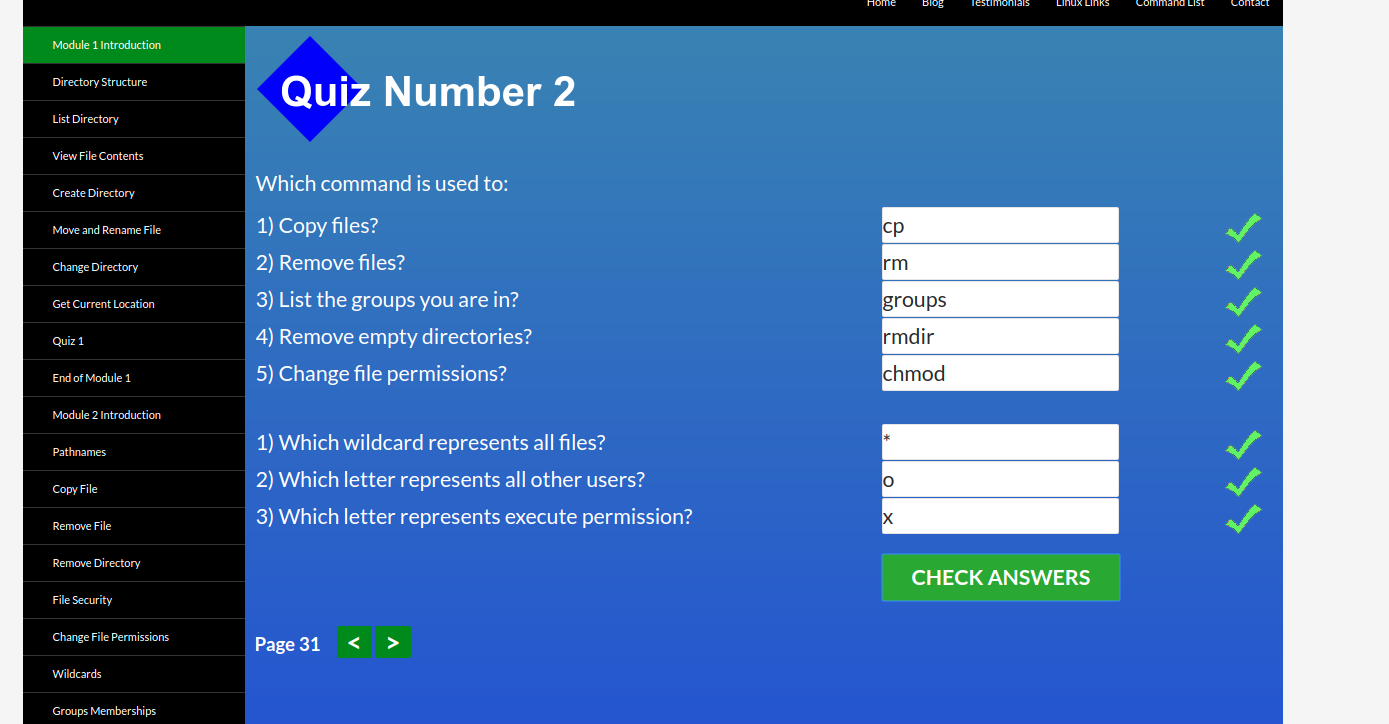 Home Blog Testimonials Linux Links Command List Contact
Module 1 Introduction
Directory Structure
List Directory
View File Contents
Create Directory
Move and Rename File
Change Directory
Get Current Location
Quiz 1
End of Module 1
Module 2 Introduction
Pathnames
Copy File
Remove File
Remove Directory
File Security
Change File Permissions
Wildcards
Groups Memberships
Quiz Number 2
Which command is used to:
1) Copy files? cp
2) Remove files? rm
3) List the groups you are in? groups
4) Remove empty directories? rmdir
5) Change file permissions? chmod
1) Which wildcard represents all files? *
2) Which letter represents all other users? o
3) Which letter represents execute permission? x
CHECK ANSWERS
Page 31 < >